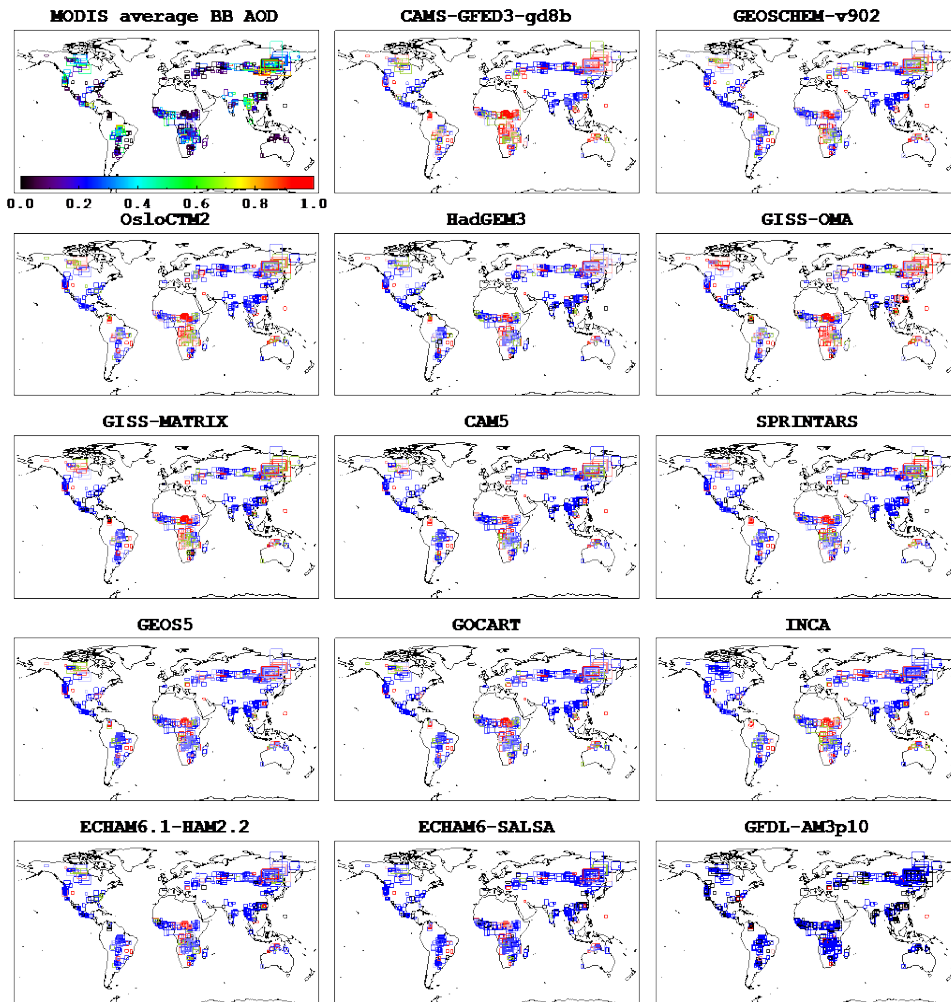 MODIS average BB AOD
CAMS-GFED3-gd8b
GEOSCHEM-v902
0.0 0.2 0.4 0.6 0.8 1.0
OsloCTM2
HadGEM3
GISS-OMA
GISS-MATRIX
CAM5
SPRINTARS
GEOS5
GOCART
INCA
ECHAM6.1-HAM2.2
ECHAM6-SALSA
GFDL-AM3p10